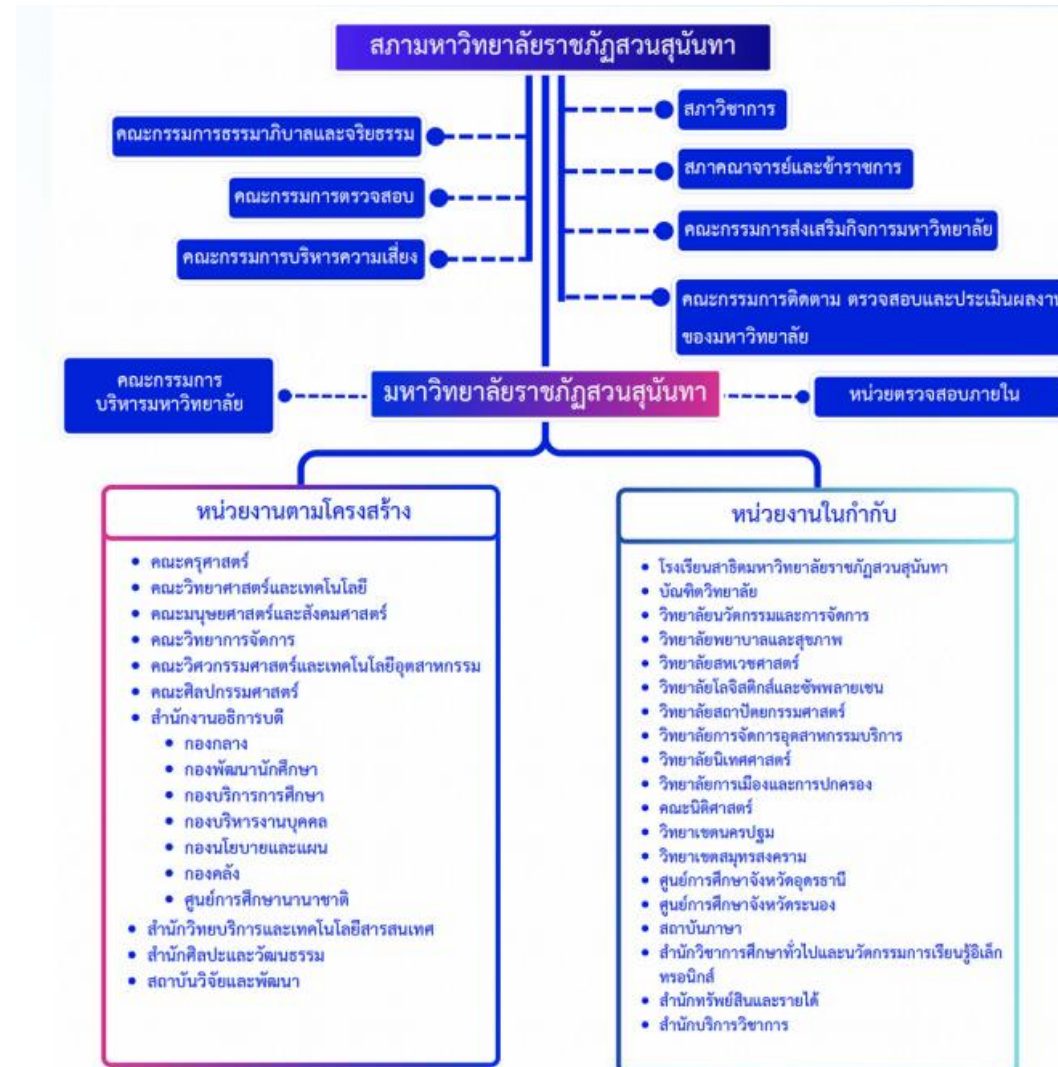 สภามหาวิทยาลัยราชภัฏสวนสุนันทา
สภาวิชาการ
คณะกรรมการธรรมาภิบาลและจริยธรรม
สภาคณาจารย์และข้าราชการ
คณะกรรมการตรวจสอบ
คณะกรรมการส่งเสริมกิจการมหาวิทยาลัย
คณะกรรมการบริหารความเสี่ยง
คณะกรรมการติดตาม ตรวจสอบและประเมินผลงาน
ของมหาวิทยาลัย
คณะกรรมการ
บริหารมหาวิทยาลัย
มหาวิทยาลัยราชภัฏสวนสุนันทา
หน่วยตรวจสอบภายใน
หน่วยงานตามโครงสร้าง
คณะครุศาสตร์
คณะวิทยาศาสตร์และเทคโนโลยี
คณะมนุษยศาสตร์และสังคมศาสตร์
คณะวิทยาการจัดการ
คณะวิศวกรรมศาสตร์และเทคโนโลยีอุตสาหกรรม
คณะศิลปกรรมศาสตร์
สำนักงานอธิการบดี
กองกลาง
กองพัฒนานักศึกษา
กองบริการการศึกษา
กองบริหารงานบุคคล
กองนโยบายและแผน
กองคลัง
ศูนย์การศึกษานานาชาติ
สำนักวิทยบริการและเทคโนโลยีสารสนเทศ
สำนักศิลปะและวัฒนธรรม
สถาบันวิจัยและพัฒนา
หน่วยงานในกำกับ
โรงเรียนสาธิตมหาวิทยาลัยราชภัฏสวนสุนันทา
บัณฑิตวิทยาลัย
วิทยาลัยนวัตกรรมและการจัดการ
วิทยาลัยพยาบาลและสุขภาพ
วิทยาลัยสหเวชศาสตร์
วิทยาลัยโลจิสติกส์และซัพพลายเชน
วิทยาลัยสถาปัตยกรรมศาสตร์
วิทยาลัยการจัดการอุตสาหกรรมบริการ
วิทยาลัยนิเทศศาสตร์
วิทยาลัยการเมืองและการปกครอง
คณะนิติศาสตร์
วิทยาเขตนครปฐม
วิทยาเขตสมุทรสงคราม
ศูนย์การศึกษาจังหวัดอุดรธานี
ศูนย์การศึกษาจังหวัดระนอง
สถาบันภาษา
สำนักวิชาการศึกษาทั่วไปและนวัตกรรมการเรียนรู้อิเล็ก
ทรอนิกส์
สำนักทรัพย์สินและรายได้
สำนักบริการวิชาการ